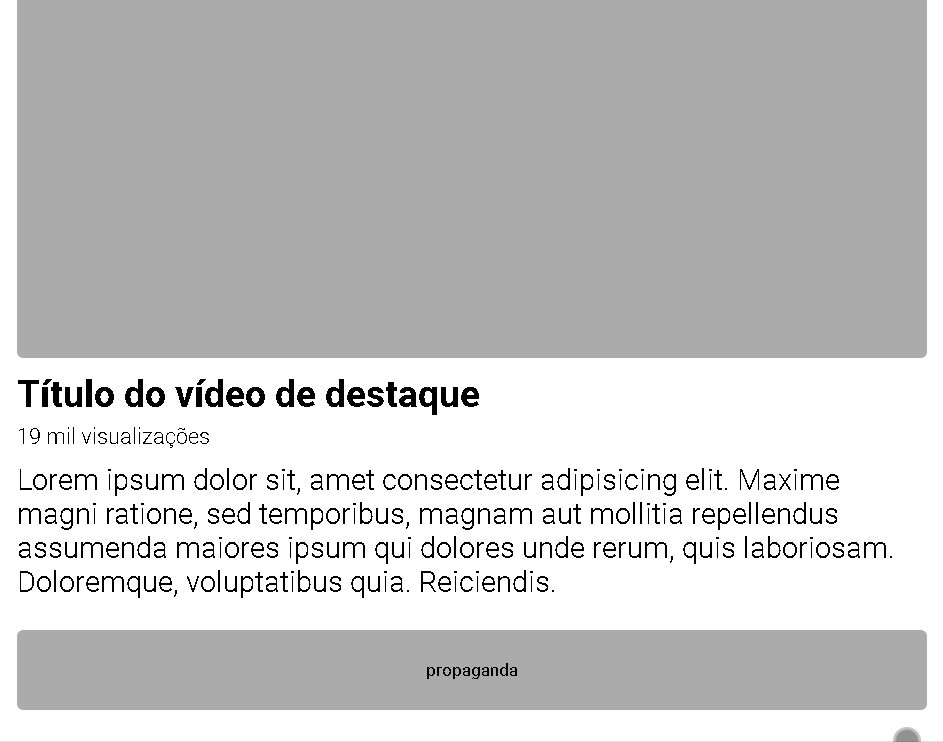 Título do vídeo de destaque
19 mil visualizações
Lorem ipsum dolor sit, amet consectetur adipisicing elit. Maxime
magni ratione, sed temporibus, magnam aut mollitia repellendus
assumenda maiores ipsum qui dolores unde rerum, quis laboriosam.
Doloremque, voluptatibus quia. Reiciendis.
propaganda